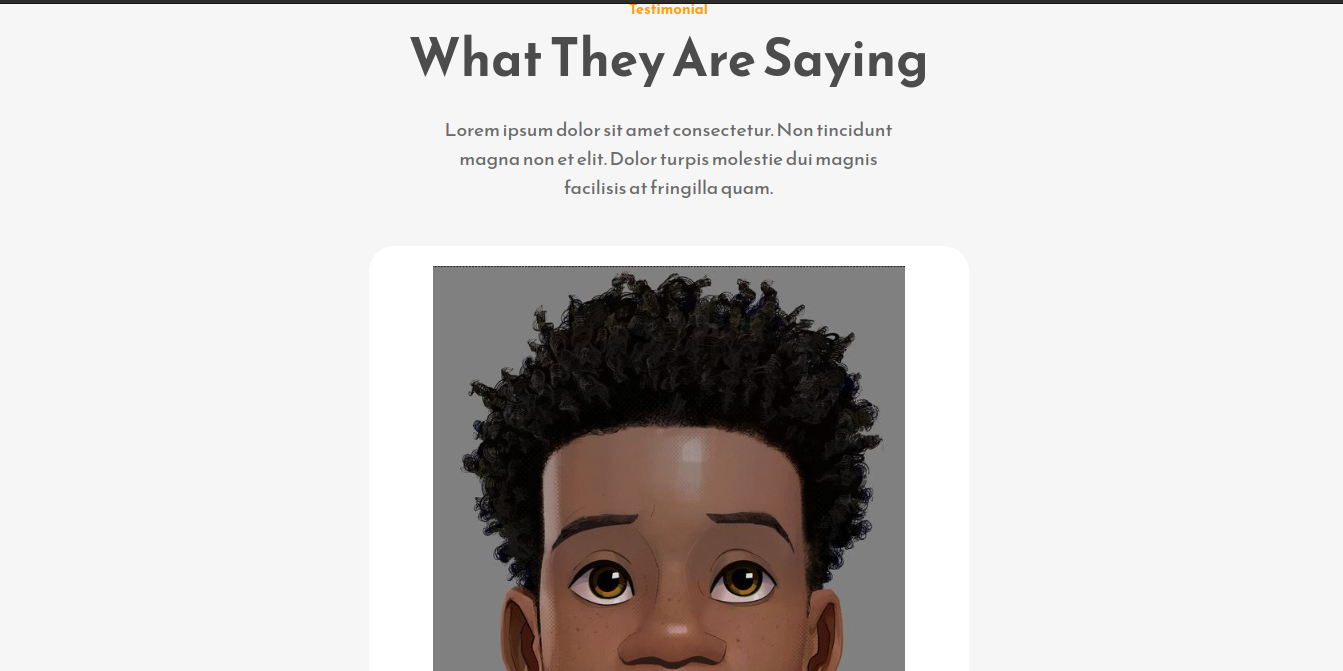 Testimonial
What They Are Saying
Lorem ipsum dolor sit amet consectetur. Non tincidunt
magna non et elit. Dolor turpis molestie dui magnis
facilisis at fringilla quam.